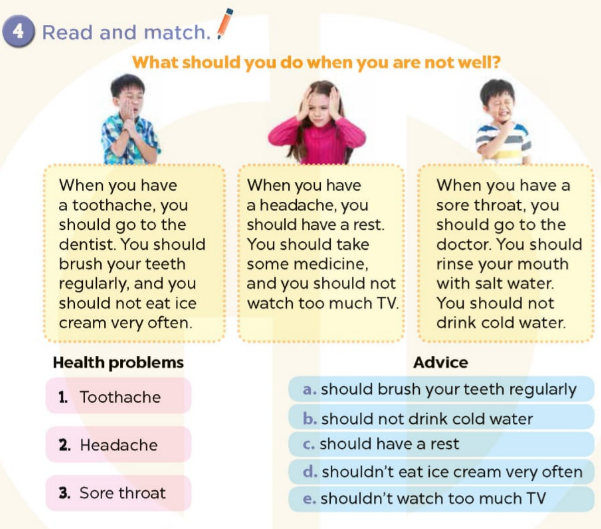 4 Read and match.
What should you do when you are not well?
When you have
a toothache, you
should go to the
dentist. You should
brush your teeth
regularly, and you
should not eat ice
cream very often.
When you have
a headache, you
should have a rest.
You should take
some medicine,
and you should not
watch too much TV.
When you have a
sore throat, you
should go to the
doctor. You should
rinse your mouth
with salt water.
You should not
drink cold water.
Health problems
1. Toothache
2. Headache
3. Sore throat
Advice
a. should brush your teeth regularly
b. should not drink cold water
c. should have a rest
d. shouldn't eat ice cream very often
e. shouldn't watch too much TV